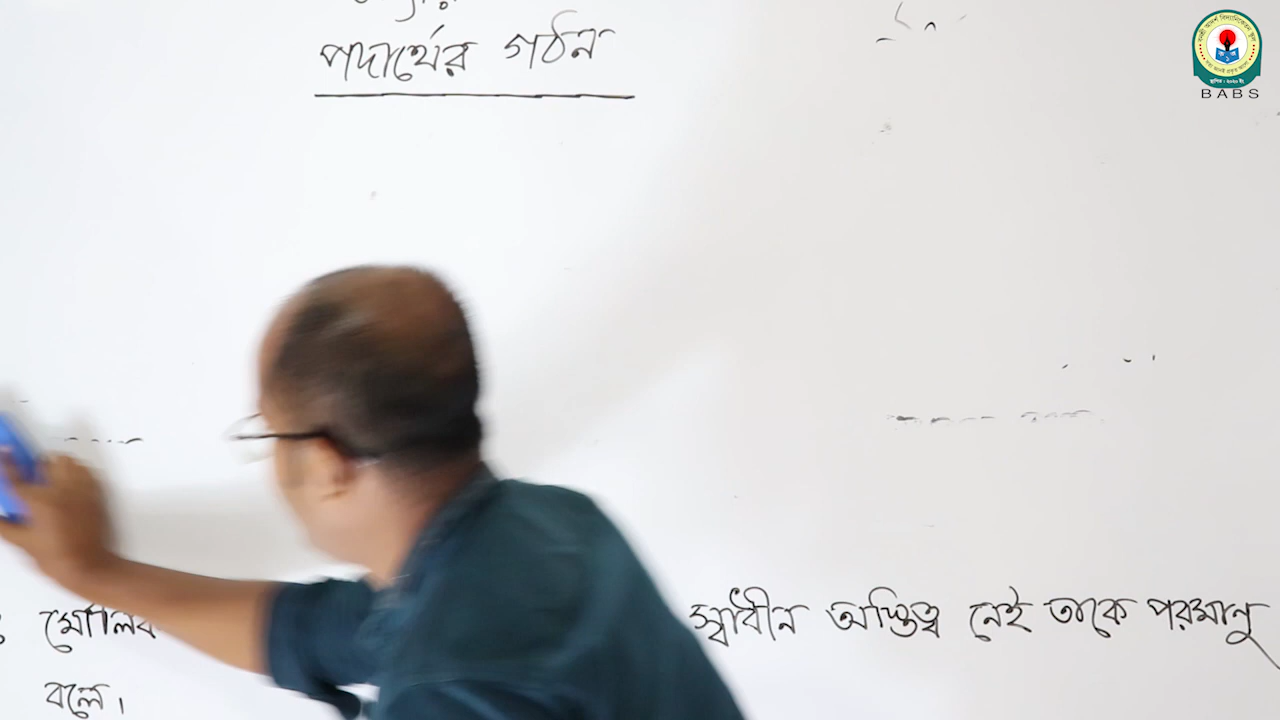 পদার্থের গঠন
BABS
মৌলিক স্বাধীন অস্তিত্ব নেই তাকে পরমানু
বলে।